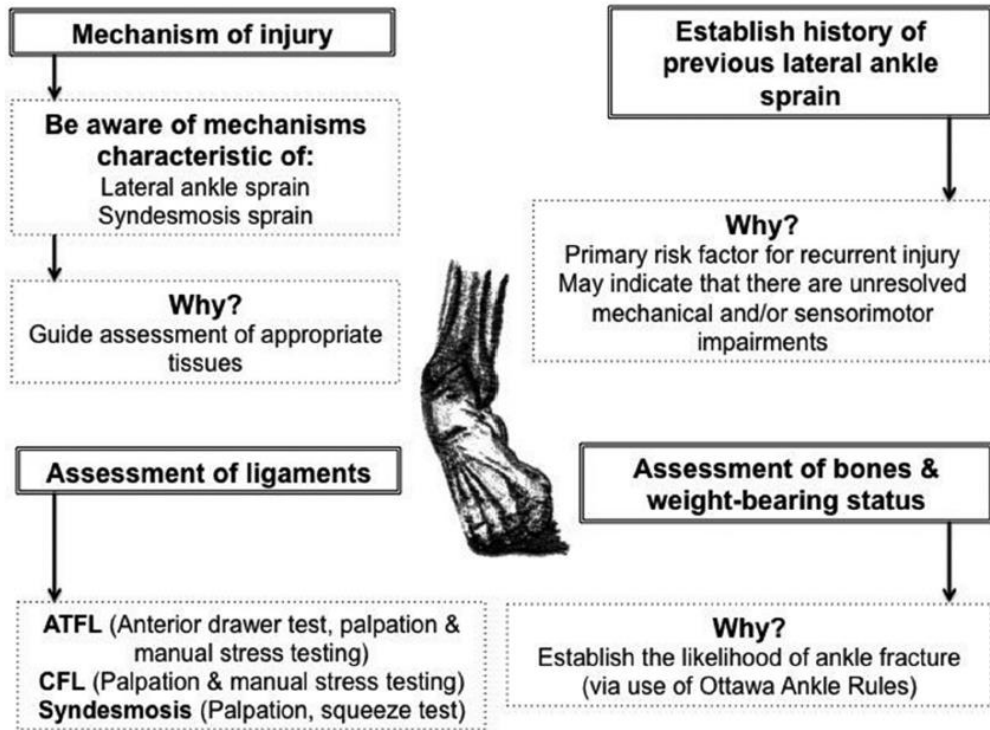 Mechanism of injury
Be aware of mechanisms
characteristic of:
Lateral ankle sprain
Syndesmosis sprain
Why?
Guide assessment of appropriate
tissues
Establish history of
previous lateral ankle
sprain
Why?
Primary risk factor for recurrent injury
May indicate that there are unresolved
mechanical and/or sensorimotor
impairments
Assessment of ligaments
ATFL (Anterior drawer test, palpation &
manual stress testing)
CFL (Palpation & manual stress testing)
Syndesmosis (Palpation, squeeze test)
Assessment of bones &
weight-bearing status
Why?
Establish the likelihood of ankle fracture
(via use of Ottawa Ankle Rules)